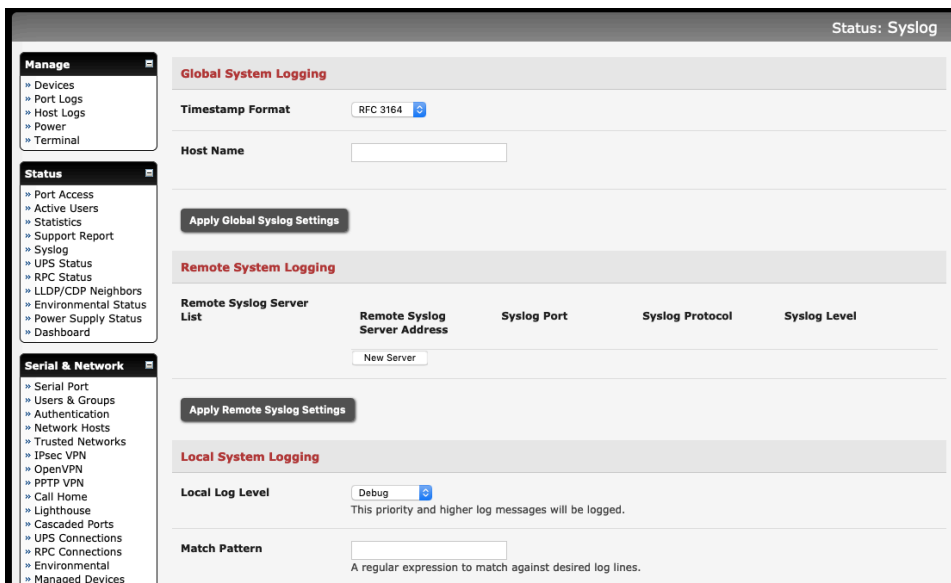 Status: Syslog
Manage
» Devices
» Port Logs
» Host Logs
» Power
» Terminal
Status
» Port Access
» Active Users
» Statistics
» Support Report
» Syslog
» UPS Status
» RPC Status
» LLDP/CDP Neighbors
» Environmental Status
» Power Supply Status
» Dashboard
Serial & Network
» Serial Port
» Users & Groups
» Authentication
» Network Hosts
» Trusted Networks
» IPsec VPN
» OpenVPN
» PPTP VPN
» Call Home
» Lighthouse
» Cascaded Ports
» UPS Connections
» RPC Connections
» Environmental
» Managed Devices
Global System Logging
Timestamp Format RFC 3164
Host Name
Apply Global Syslog Settings
Remote System Logging
Remote Syslog Server
List
Remote Syslog
Server Address
Syslog Port
Syslog Protocol
Syslog Level
New Server
Apply Remote Syslog Settings
Local System Logging
Local Log Level Debug
This priority and higher log messages will be logged.
Match Pattern
A regular expression to match against desired log lines.